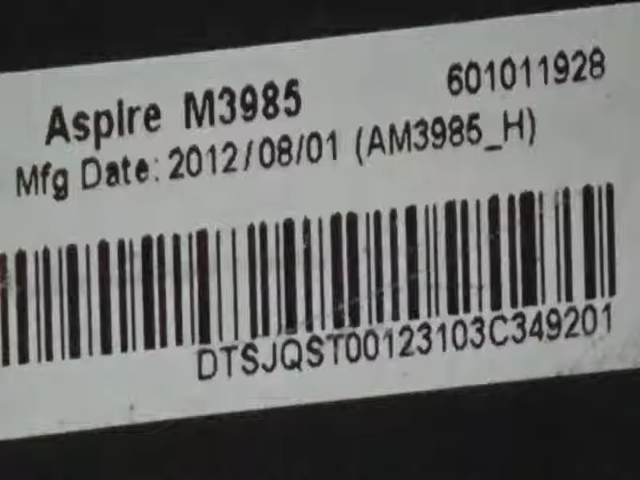 Aspire M3985 601011928
Mfg Date: 2012/08/01 (AM3985_H)
DTSJQST00123103C349201